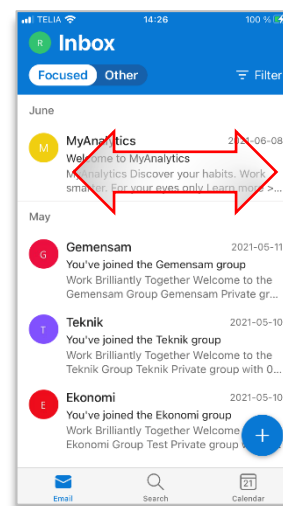 TELIA 14:26 100 %
R Inbox
Focused Other Filter
June
M MyAnalytics 2021-06-08
Welcome to MyAnalytics
MyAnalytics Discover your habits. Work
smarter. For your eyes only Learn more >...
May
G Gemensam 2021-05-11
You've joined the Gemensam group
Work Brilliantly Together Welcome to the
Gemensam Group Gemensam Private gr...
T Teknik 2021-05-10
You've joined the Teknik group
Work Brilliantly Together Welcome to the
Teknik Group Teknik Private group with 0...
E Ekonomi 2021-05-10
You've joined the Ekonomi group
Work Brilliantly Together Welcome
Ekonomi Group Test Private group
+
21
Email Search Calendar